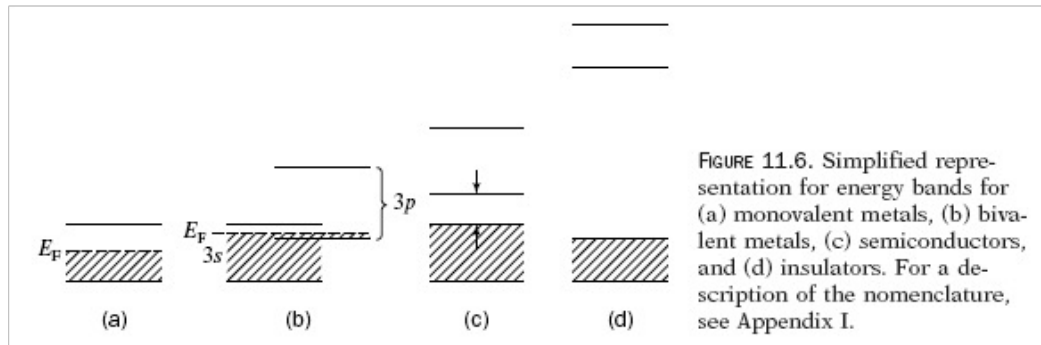 E_F
(a)
E_F
3s
3p
(b)
(c)
(d)
FIGURE 11.6. Simplified repre-
sentation for energy bands for
(a) monovalent metals, (b) biva-
lent metals, (c) semiconductors,
and (d) insulators. For a de-
scription of the nomenclature,
see Appendix I.